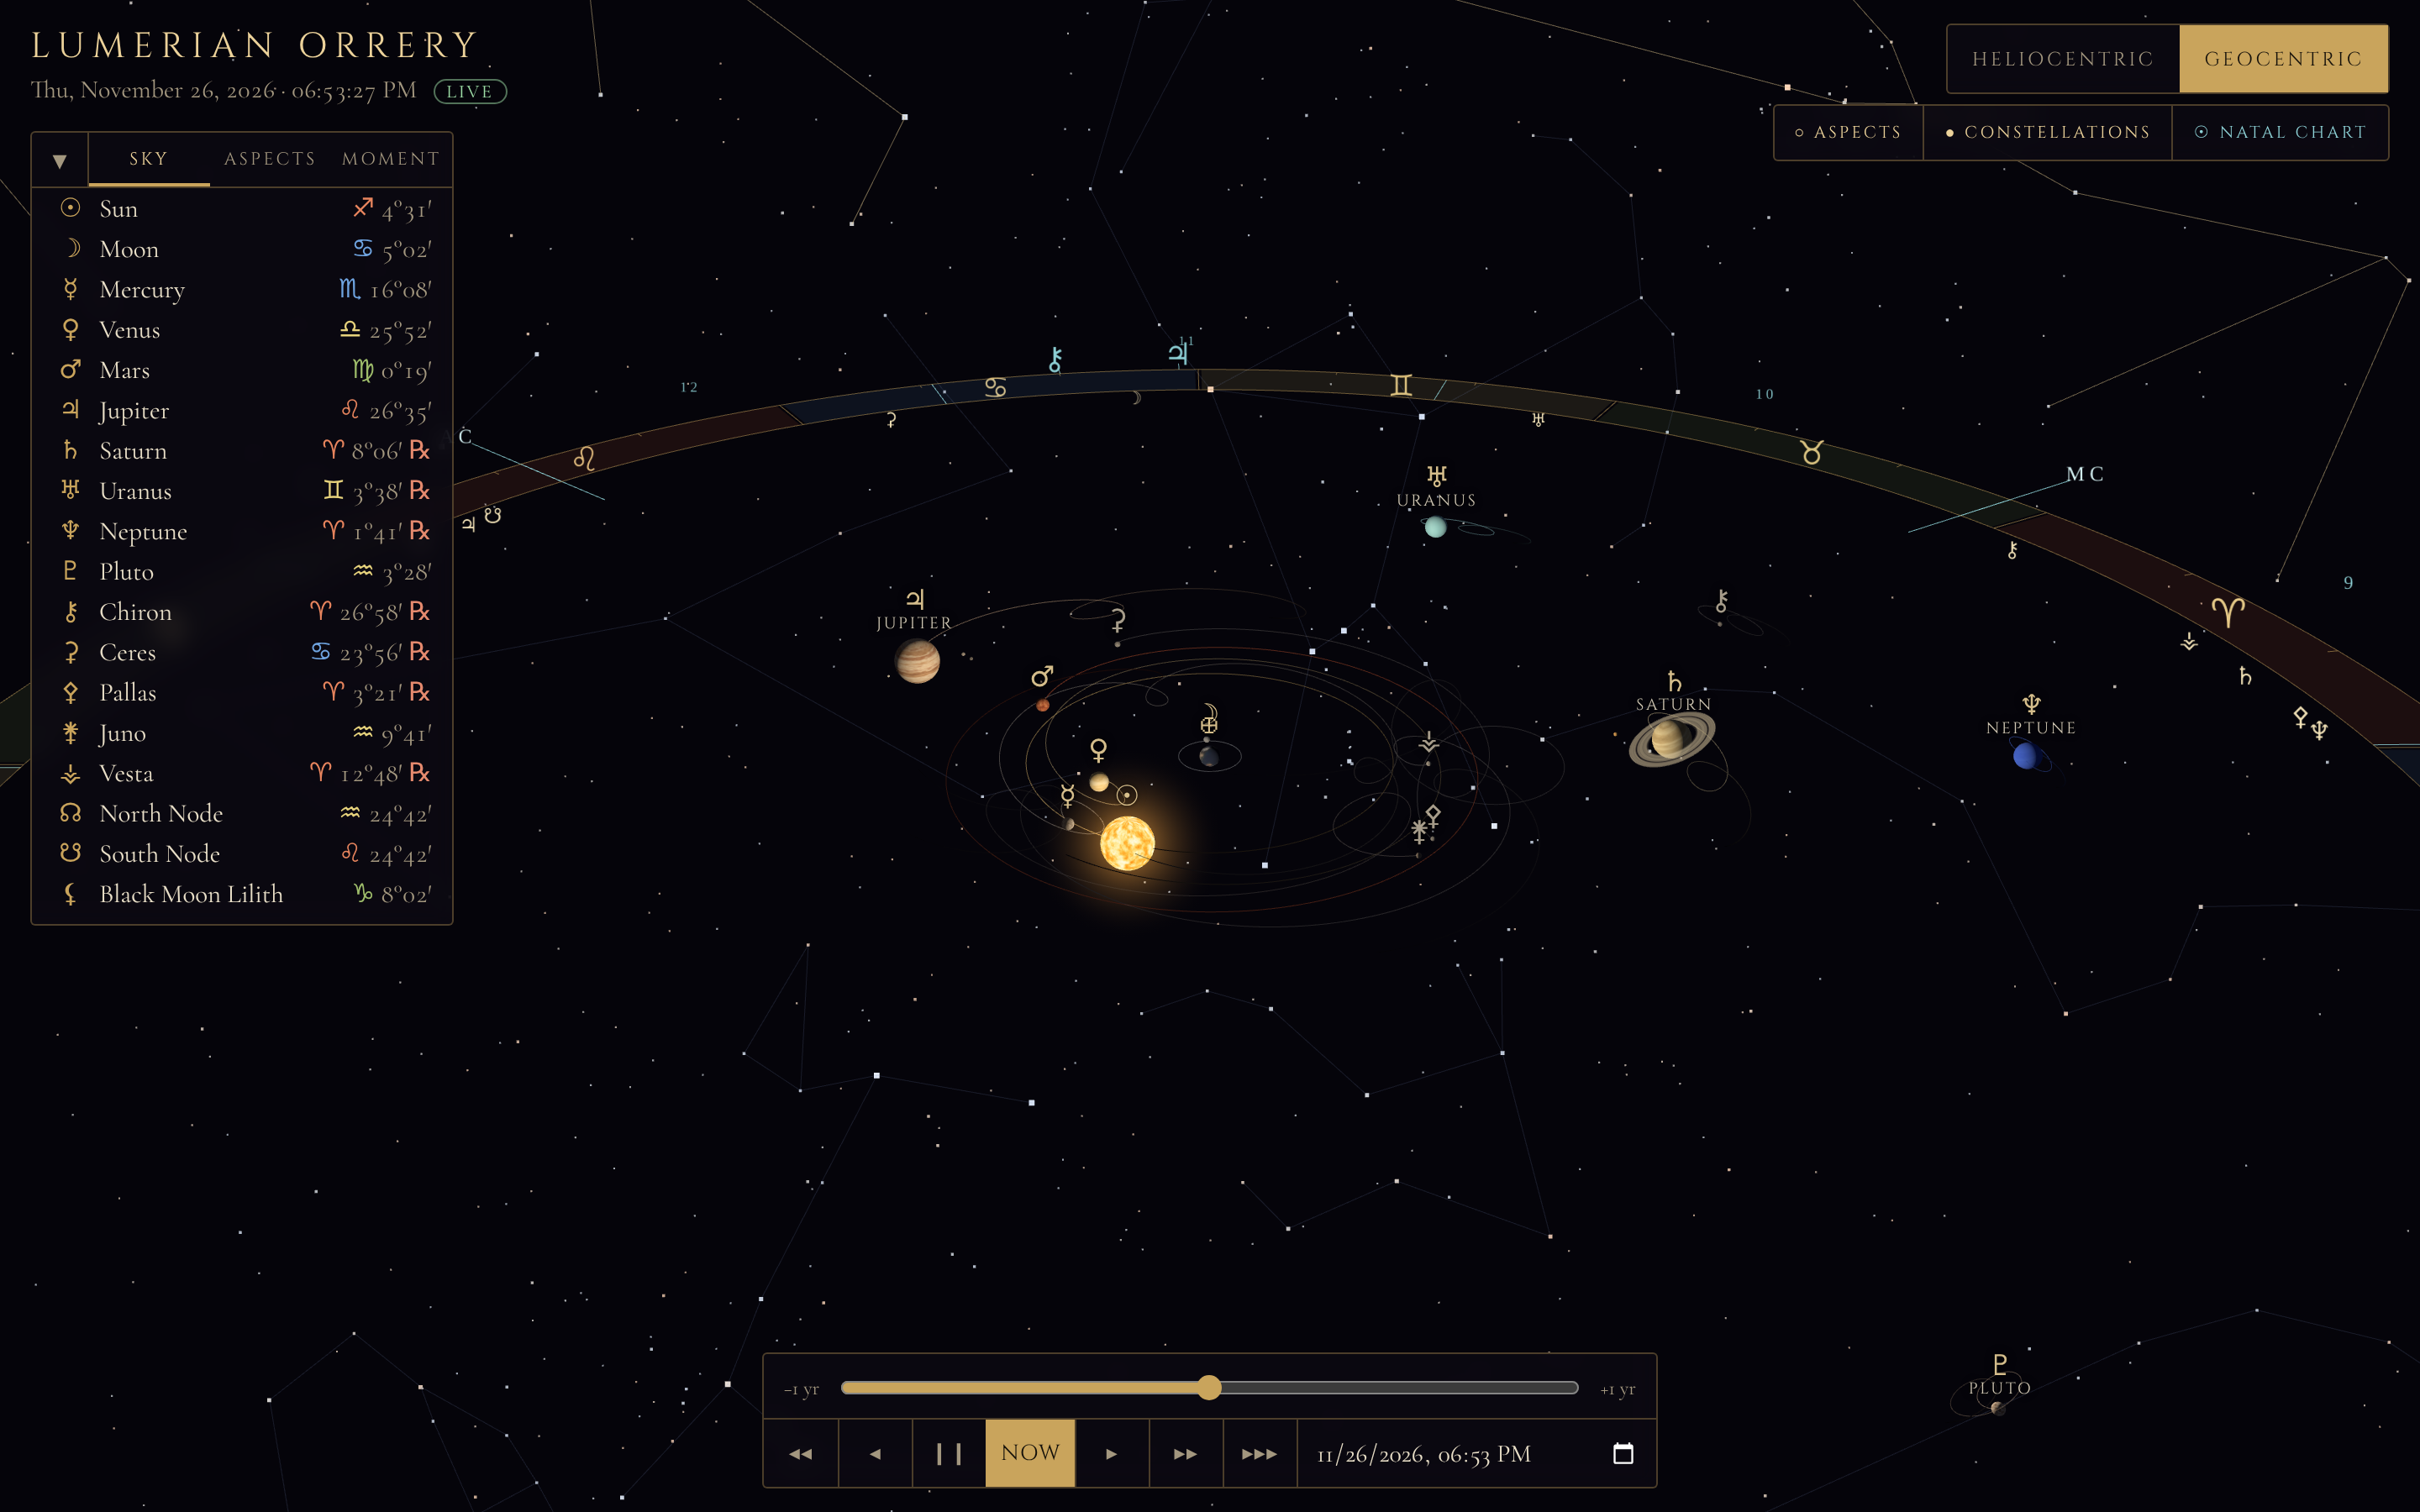 LUMERIAN ORRERY
Thu, November 26, 2026 · 06:53:27 PM LIVE
HELIOCENTRIC GEOCENTRIC
○ ASPECTS ● CONSTELLATIONS ☉ NATAL CHART
▼ SKY ASPECTS MOMENT
☉ Sun ♐ 4°31'
☽ Moon ♋ 5°02'
☿ Mercury ♏ 16°08'
♀ Venus ♎ 25°52'
♂ Mars ♍ 0°19'
♃ Jupiter ♌ 26°35'
♄ Saturn ♈ 8°06' ℞
♅ Uranus ♊ 3°38' ℞
♆ Neptune ♈ 1°41' ℞
♇ Pluto ♒ 3°28'
⚷ Chiron ♈ 26°58' ℞
⚳ Ceres ♋ 23°56' ℞
⚴ Pallas ♈ 3°21' ℞
⚵ Juno ♒ 9°41'
⚶ Vesta ♈ 12°48' ℞
☊ North Node ♒ 24°42'
☋ South Node ♌ 24°42'
⚸ Black Moon Lilith ♑ 8°02'
11
12
10
C
MC
9
URANUS
JUPITER
SATURN
NEPTUNE
PLUTO
−1 yr +1 yr
NOW 11/26/2026, 06:53 PM